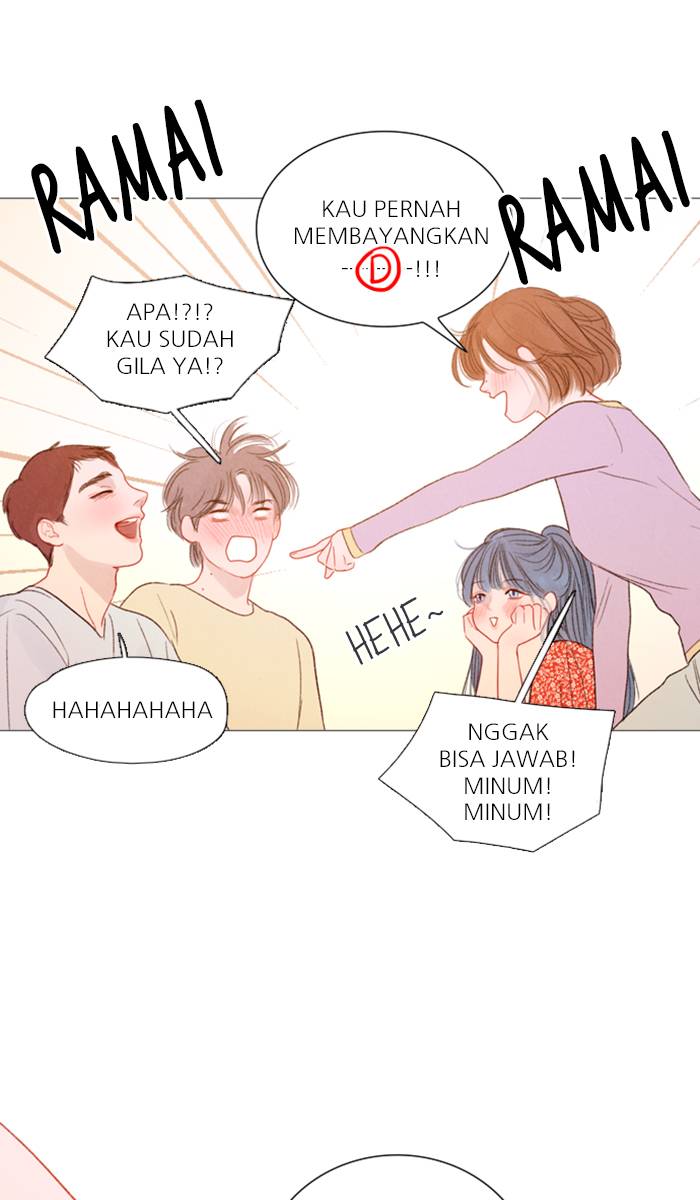 RAMAI
KAU PERNAH
MEMBAYANGKAN
--····D···-!!!
RAMAI
APA!?!?
KAU SUDAH
GILA YA!?
HEHE~
HAHAHAHAHA
NGGAK
BISA JAWAB!
MINUM!
MINUM!